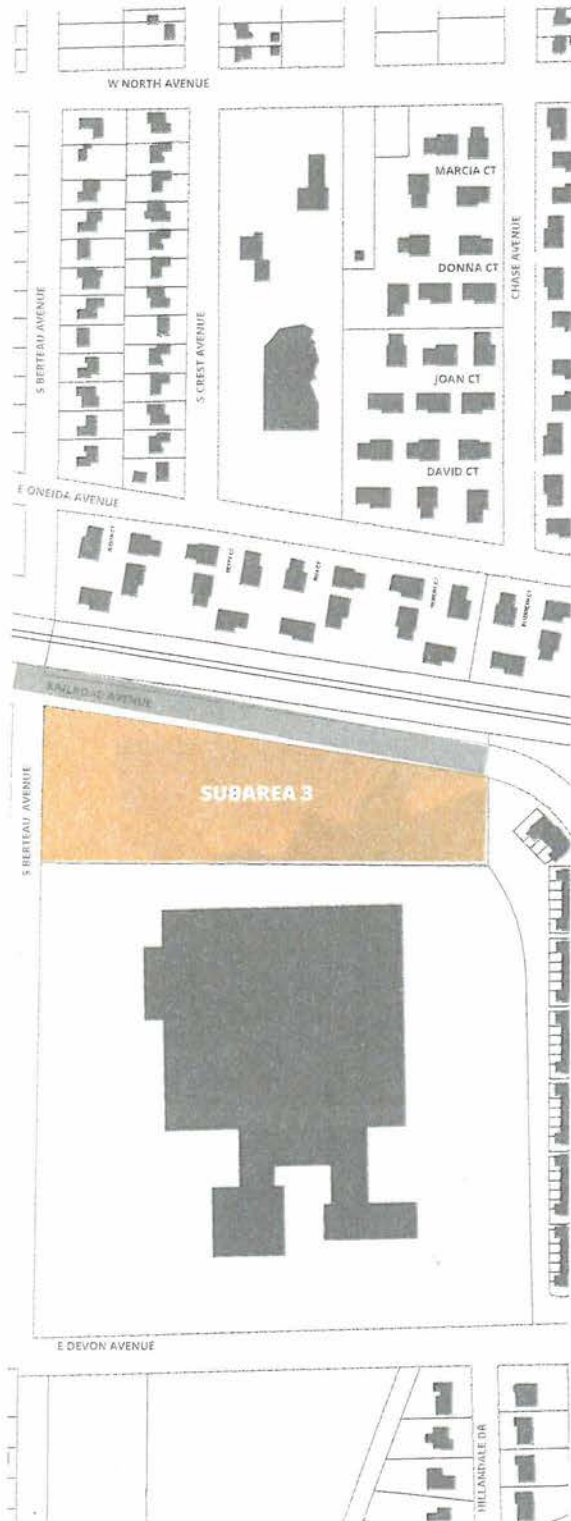 W NORTH AVENUE
MARCIA CT
CHASE AVENUE
DONNA CT
S BERTEAU AVENUE
S CREST AVENUE
JOAN CT
DAVID CT
E ONEIDA AVENUE
RAILROAD AVENUE
SUBAREA 3
S BERTEAU AVENUE
E DEVON AVENUE
HILLANDALE DR